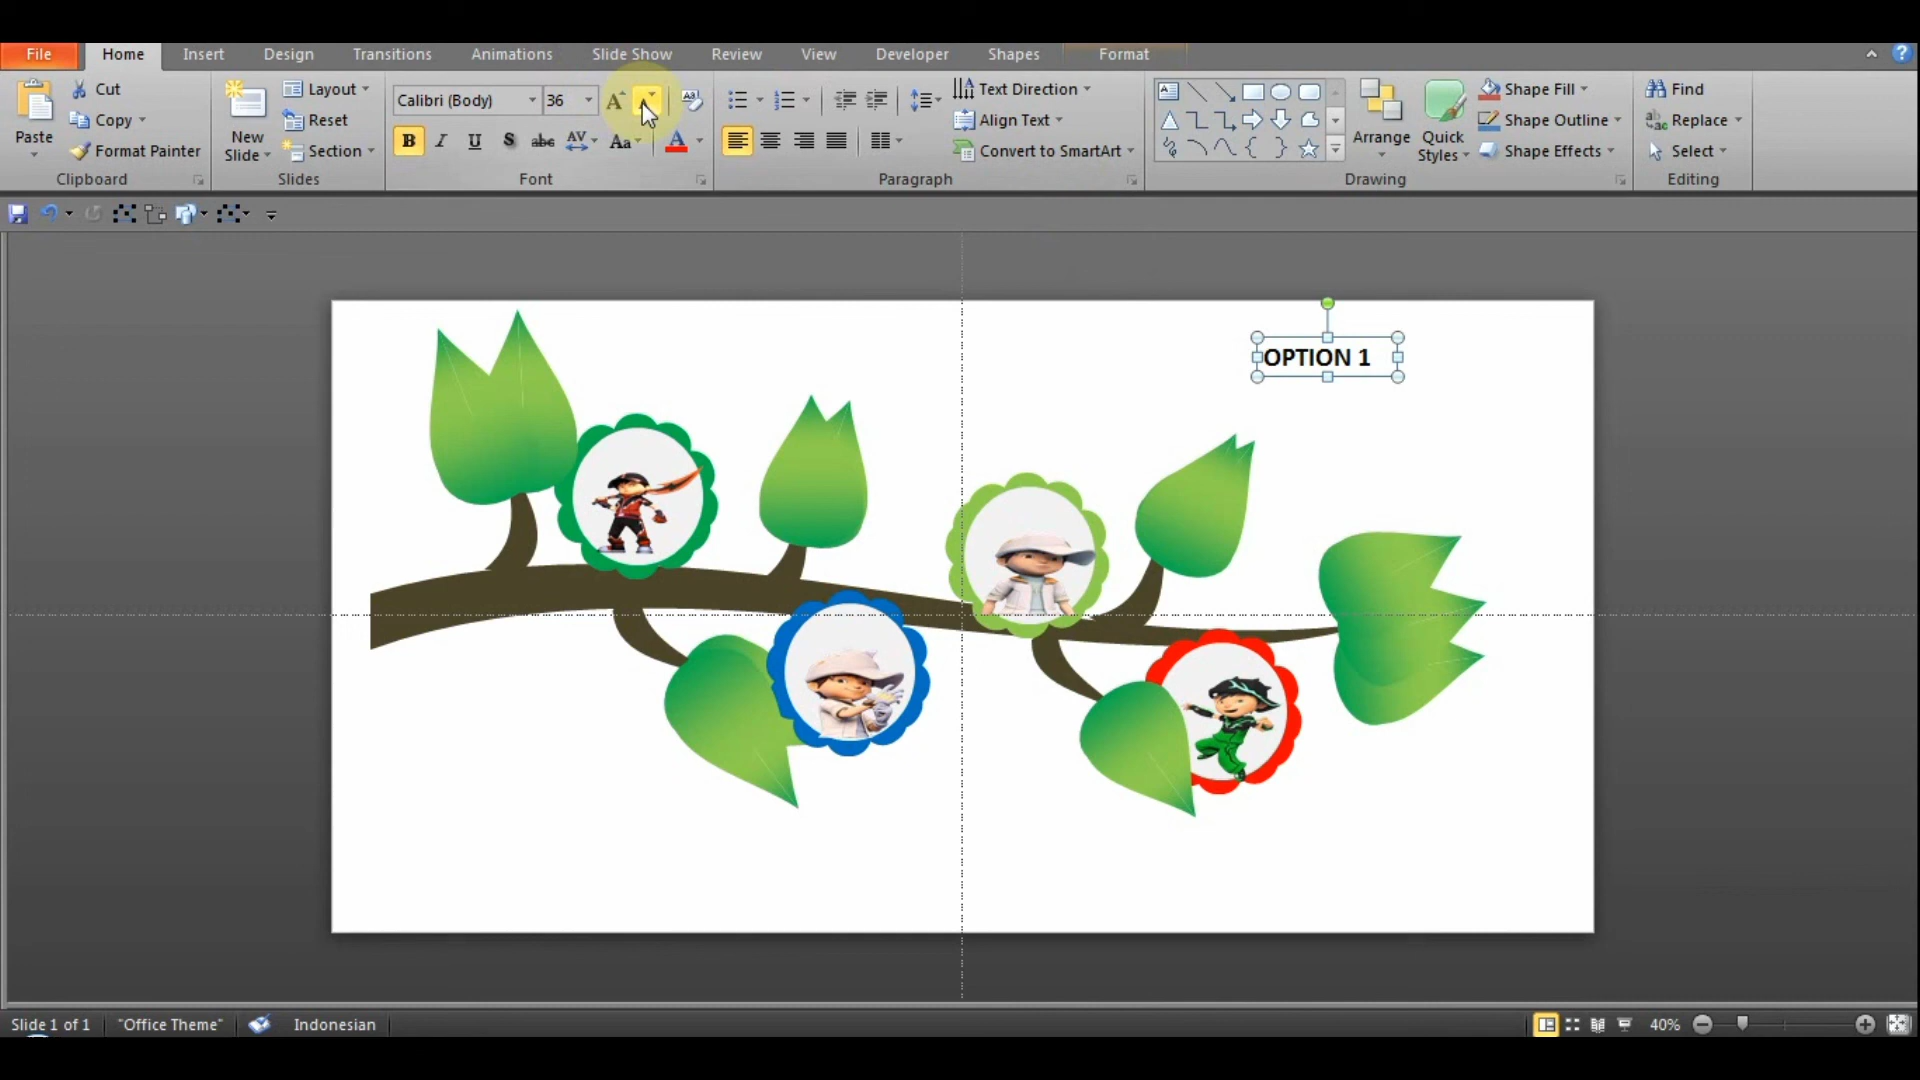 File Home Insert Design Transitions Animations Slide Show Review View Developer Shapes Format
Paste Cut Copy Format Painter Clipboard
New Slide Layout Reset Section Slides
Calibri (Body) 36 Font
Text Direction Align Text Convert to SmartArt Paragraph
Arrange Quick Styles Shape Fill Shape Outline Shape Effects Drawing
Find Replace Select Editing
OPTION 1
Slide 1 of 1 "Office Theme" Indonesian 40%